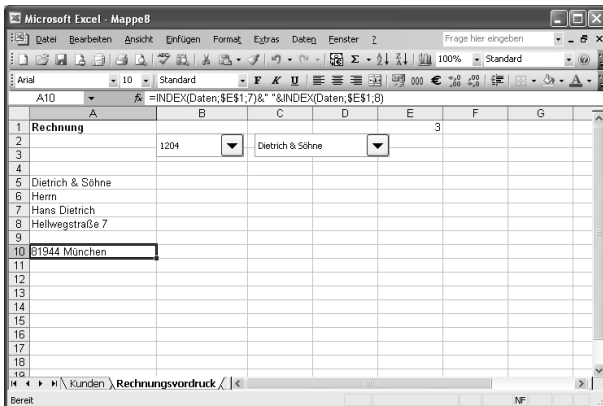 Microsoft Excel - Mappe8
Datei Bearbeiten Ansicht Einfügen Format Extras Daten Fenster ? Frage hier eingeben
100% Standard
Arial 10 Standard F K U 000 €
A10 fx =INDEX(Daten;$E$1;7)&" "&INDEX(Daten;$E$1;8)
A B C D E F G
1 Rechnung 3
2 1204 Dietrich & Söhne
3
4
5 Dietrich & Söhne
6 Herrn
7 Hans Dietrich
8 Hellwegstraße 7
9
10 81944 München
11
12
13
14
15
16
17
18
19
Kunden Rechnungsvordruck
Bereit NF